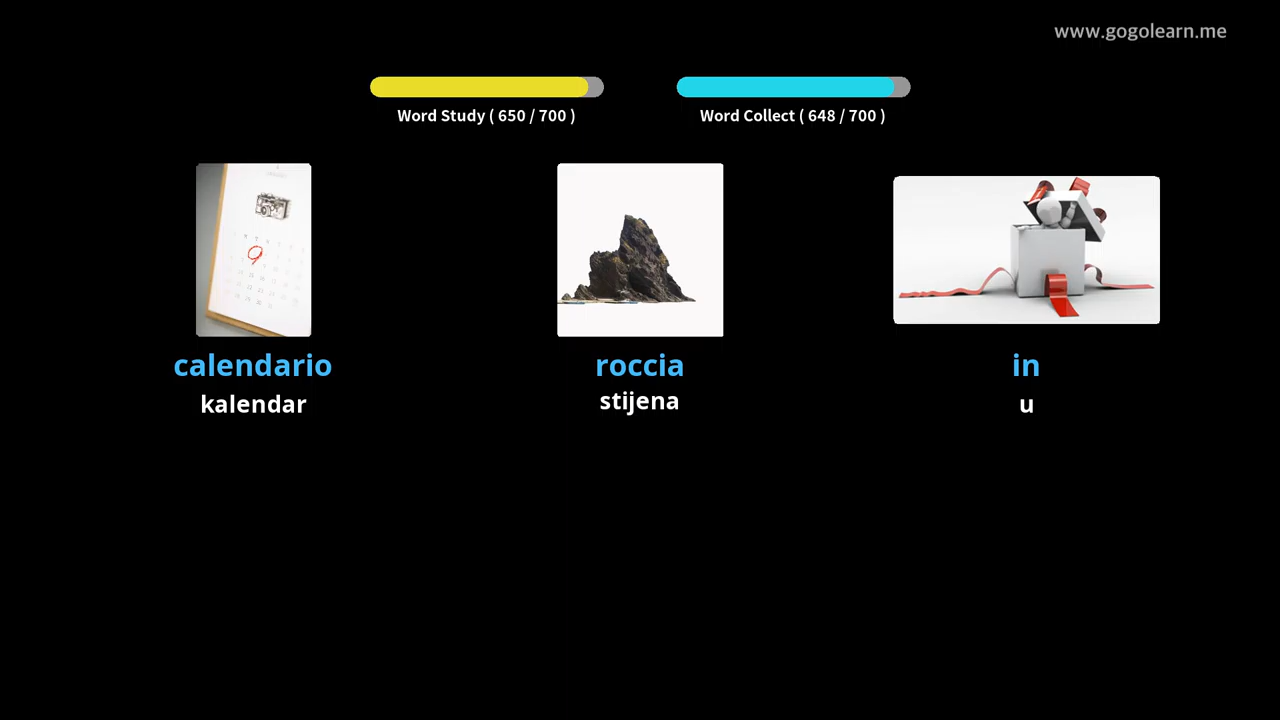 www.gogolearn.me
Word Study ( 650 / 700 )
Word Collect ( 648 / 700 )
calendario
kalendar
roccia
stijena
in
u